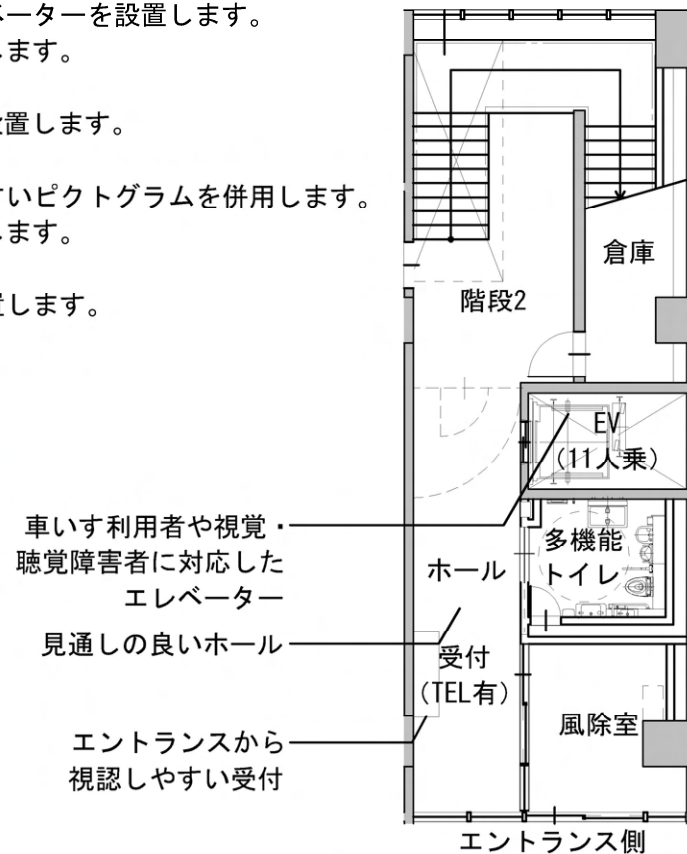 ベーターを設置します。
します。
設置します。
すいピクトグラムを併用します。
します。
置します。
倉庫
階段2
EV
(11人乗)
車いす利用者や視覚・
聴覚障害者に対応した
エレベーター
多機能
トイレ
ホール
見通しの良いホール
受付
(TEL有)
風除室
エントランスから
視認しやすい受付
エントランス側